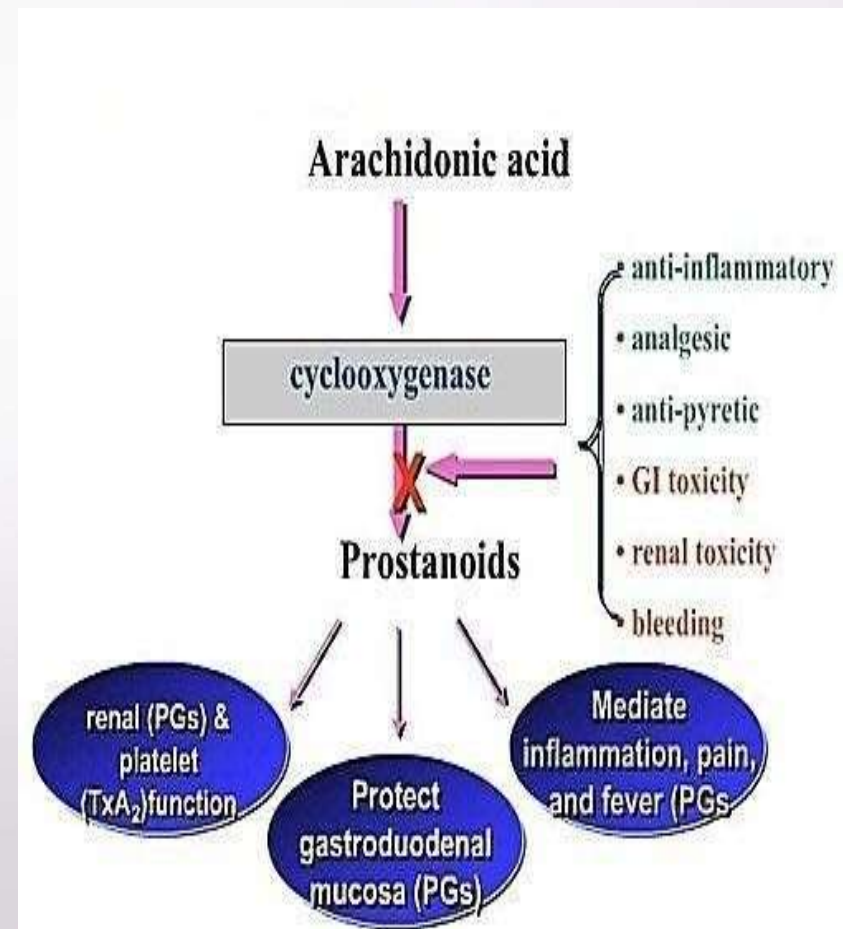 Arachidonic acid
cyclooxygenase
• anti-inflammatory
• analgesic
• anti-pyretic
• GI toxicity
• renal toxicity
• bleeding
X
Prostanoids
renal (PGs) &
platelet
(TxA₂)function
Protect
gastroduodenal
mucosa (PGs)
Mediate
inflammation, pain,
and fever (PGs